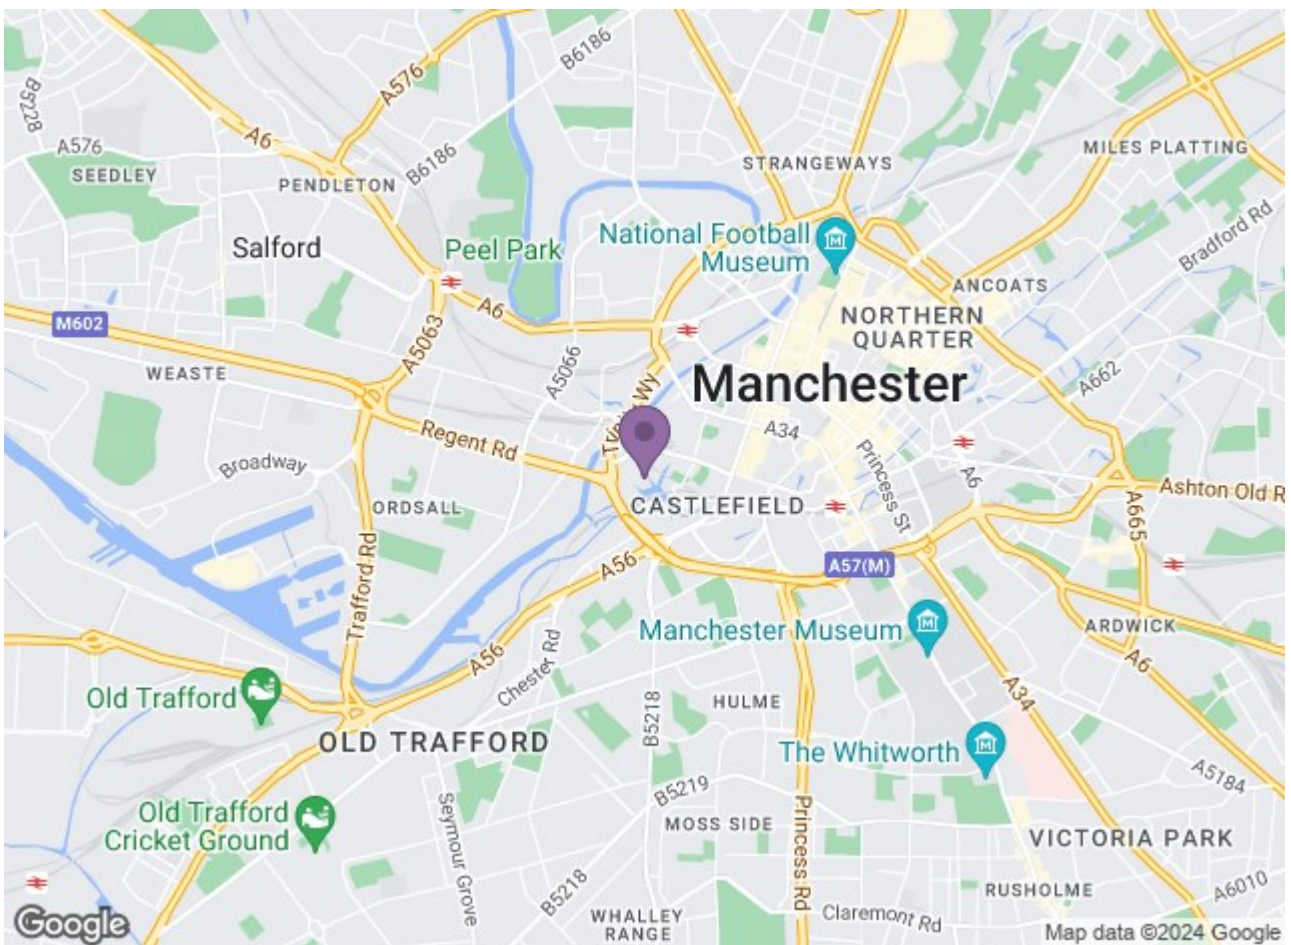 B6186
B5228
A576
A6
A576
SEEDLEY
B6186
PENDLETON
STRANGEWAYS
MILES PLATTING
Salford
Peel Park
National Football
Museum
Bradford Rd
ANCOATS
A6
NORTHERN
QUARTER
M602
A5063
A5066
WEASTE
Manchester
A662
Regent Rd
A34
Princess St
A6
Broadway
ORDSALL
CASTLEFIELD
Ashton Old R
A665
Trafford Rd
A56
A57(M)
Manchester Museum
ARDWICK
A6
Chester Rd
A56
Old Trafford
B5218
HULME
A34
OLD TRAFFORD
The Whitworth
A5184
B5219
Old Trafford
Cricket Ground
Seymour Grove
MOSS SIDE
Princess Rd
VICTORIA PARK
B5218
RUSHOLME
A6010
WHALLEY
RANGE
Claremont Rd
Google
Map data ©2024 Google